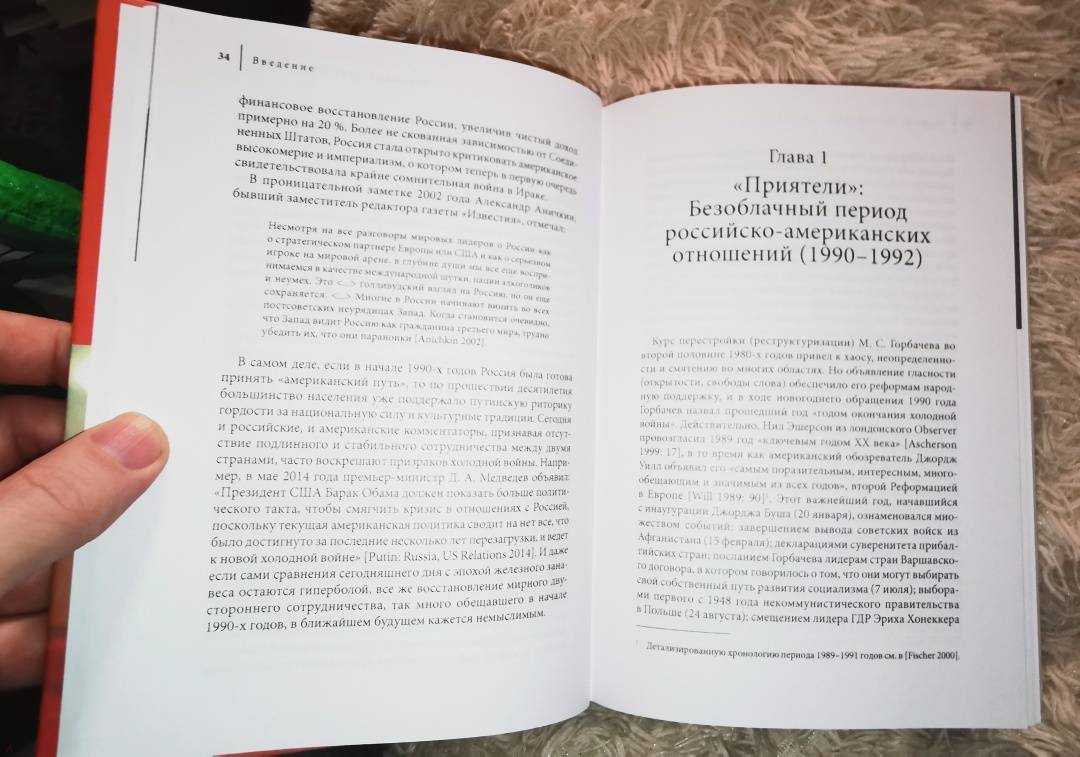 34 Введение
финансовое восстановление России, увеличив чистый доход
примерно на 20 %. Более не скованная зависимостью от Соеди-
ненных Штатов, Россия стала открыто критиковать американское
высокомерие и империализм, о котором теперь в первую очередь
свидетельствовала крайне сомнительная война в Ираке.
В проницательной заметке 2002 года Александр Аничкин,
бывший заместитель редактора газеты «Известия», отмечал:
Несмотря на все разговоры мировых лидеров о России как
о стратегическом партнере Европы или США и как о серьезном
игроке на мировой арене, в глубине души мы все еще воспри-
нимаемся в качестве международной шутки, нации алкоголиков
и неумех. Это <...> голливудский взгляд на Россию, но он еще
сохраняется. <...> Многие в России начинают винить во всех
постсоветских неурядицах Запад. Когда становится очевидно,
что Запад видит Россию как гражданина третьего мира, трудно
убедить их, что они параноики [Anichkin 2002].
В самом деле, если в начале 1990-х годов Россия была готова
принять «американский путь», то по прошествии десятилетия
большинство населения уже поддержало путинскую риторику
гордости за национальную силу и культурные традиции. Сегодня
и российские, и американские комментаторы, признавая отсут-
ствие подлинного и стабильного сотрудничества между двумя
странами, часто воскрешают призраков холодной войны. Напри-
мер, в мае 2014 года премьер-министр Д. А. Медведев объявил:
«Президент США Барак Обама должен показать больше полити-
ческого такта, чтобы смягчить кризис в отношениях с Россией,
поскольку текущая американская политика сводит на нет все, что
было достигнуто за последние несколько лет перезагрузки, и ведет
к новой холодной войне» [Putin: Russia, US Relations 2014]. И даже
если сами сравнения сегодняшнего дня с эпохой железного зана-
веса остаются гиперболой, все же восстановление мирного дву-
стороннего сотрудничества, так много обещавшего в начале
1990-х годов, в ближайшем будущем кажется немыслимым.
Глава 1
«Приятели»:
Безоблачный период
российско-американских
отношений (1990–1992)
Курс перестройки (реструктуризации) М. С. Горбачева во
второй половине 1980-х годов привел к хаосу, неопределенно-
сти и смятению во многих областях. Но объявление гласности
(открытости, свободы слова) обеспечило его реформам народ-
ную поддержку, и в ходе новогоднего обращения 1990 года
Горбачев назвал прошедший год «годом окончания холодной
войны». Действительно, Нил Эшерсон из лондонского Observer
провозгласил 1989 год «ключевым годом XX века» [Ascherson
1999: 17], в то время как американский обозреватель Джордж
Уилл объявил его «самым поразительным, интересным, много-
обещающим и значимым из всех годов», второй Реформацией
в Европе [Will 1989: 90]¹. Этот важнейший год, начавшийся
с инаугурации Джорджа Буша (20 января), ознаменовался мно-
жеством событий: завершением вывода советских войск из
Афганистана (15 февраля); декларациями суверенитета прибал-
тийских стран; посланием Горбачева лидерам стран Варшавско-
го договора, в котором говорилось о том, что они могут выбирать
свой собственный путь развития социализма (7 июля); выбора-
ми первого с 1948 года некоммунистического правительства
в Польше (24 августа); смещением лидера ГДР Эриха Хонеккера
¹ Детализированную хронологию периода 1989–1991 годов см. в [Fischer 2000].